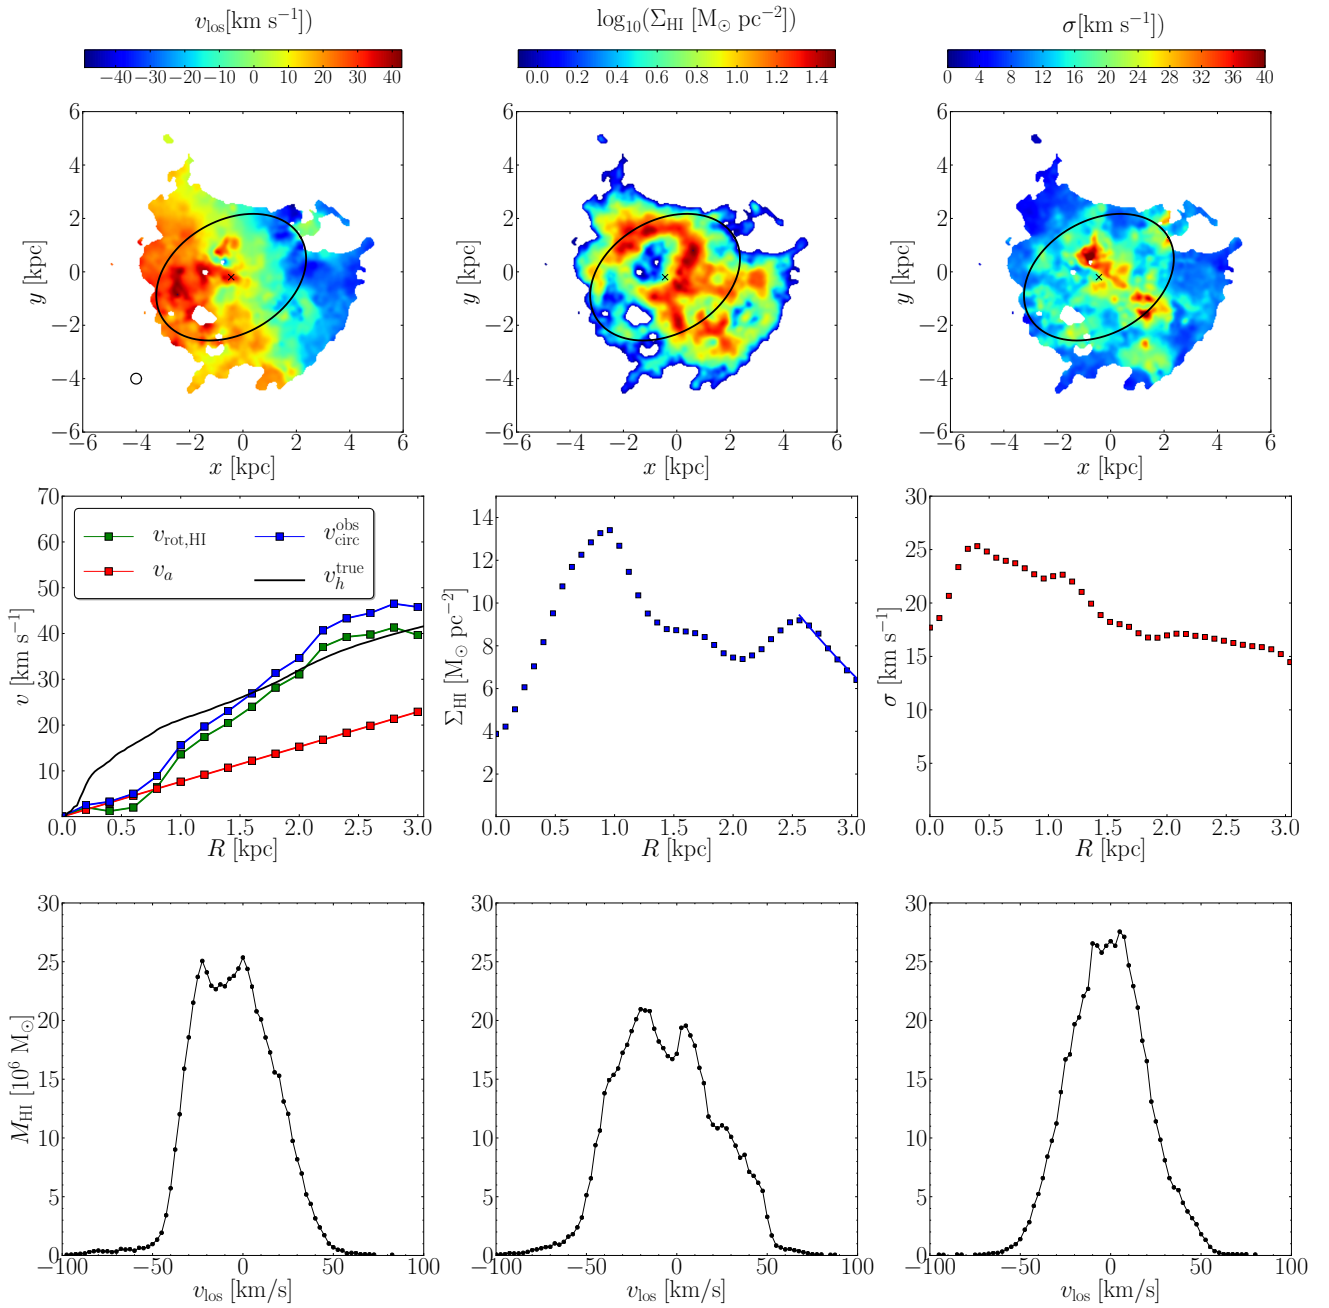 v_los[km s^−1])
log_10(Σ_HI [M_⊙ pc^−2])
σ[km s^−1])
−40 −30 −20 −10 0 10 20 30 40
0.0 0.2 0.4 0.6 0.8 1.0 1.2 1.4
0 4 8 12 16 20 24 28 32 36 40
6 4 2 0 −2 −4 −6
y [kpc]
−6 −4 −2 0 2 4 6
x [kpc]
6 4 2 0 −2 −4 −6
y [kpc]
−6 −4 −2 0 2 4 6
x [kpc]
6 4 2 0 −2 −4 −6
y [kpc]
−6 −4 −2 0 2 4 6
x [kpc]
70 60 50 40 30 20 10 0
v [km s^−1]
v_rot,HI
v_a
v_circ^obs
v_h^true
0.0 0.5 1.0 1.5 2.0 2.5 3.0
R [kpc]
14 12 10 8 6 4 2
Σ_HI [M_⊙ pc^−2]
0.0 0.5 1.0 1.5 2.0 2.5 3.0
R [kpc]
30 25 20 15 10 5
σ [km s^−1]
0.0 0.5 1.0 1.5 2.0 2.5 3.0
R [kpc]
30 25 20 15 10 5 0
M_HI [10^6 M_⊙]
−100 −50 0 50 100
v_los [km/s]
30 25 20 15 10 5 0
−100 −50 0 50 100
v_los [km/s]
30 25 20 15 10 5 0
−100 −50 0 50 100
v_los [km/s]